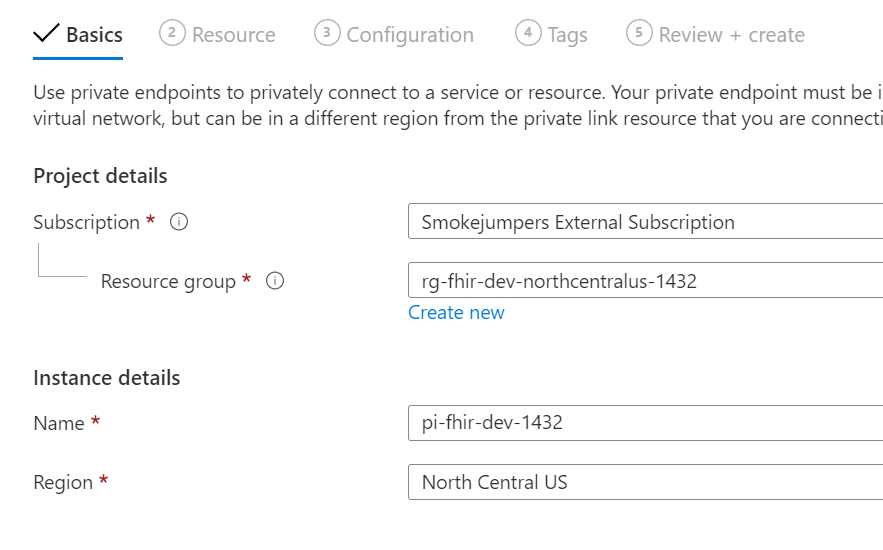 Basics 2 Resource 3 Configuration 4 Tags 5 Review + create
Use private endpoints to privately connect to a service or resource. Your private endpoint must be i
virtual network, but can be in a different region from the private link resource that you are connecti
Project details
Subscription * Smokejumpers External Subscription
Resource group * rg-fhir-dev-northcentralus-1432
Create new
Instance details
Name * pi-fhir-dev-1432
Region * North Central US